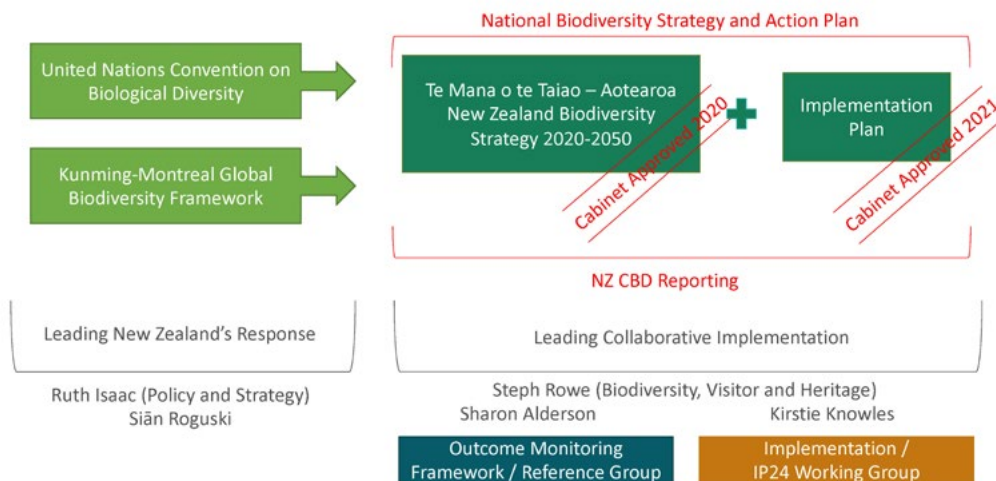 National Biodiversity Strategy and Action Plan
United Nations Convention on
Biological Diversity
Te Mana o te Taiao – Aotearoa
New Zealand Biodiversity
Strategy 2020-2050
Cabinet Approved 2020
Implementation
Plan
Cabinet Approved 2021
Kunming-Montreal Global
Biodiversity Framework
NZ CBD Reporting
Leading New Zealand's Response
Leading Collaborative Implementation
Ruth Isaac (Policy and Strategy)
Siān Roguski
Steph Rowe (Biodiversity, Visitor and Heritage)
Sharon Alderson
Kirstie Knowles
Outcome Monitoring
Framework / Reference Group
Implementation /
IP24 Working Group